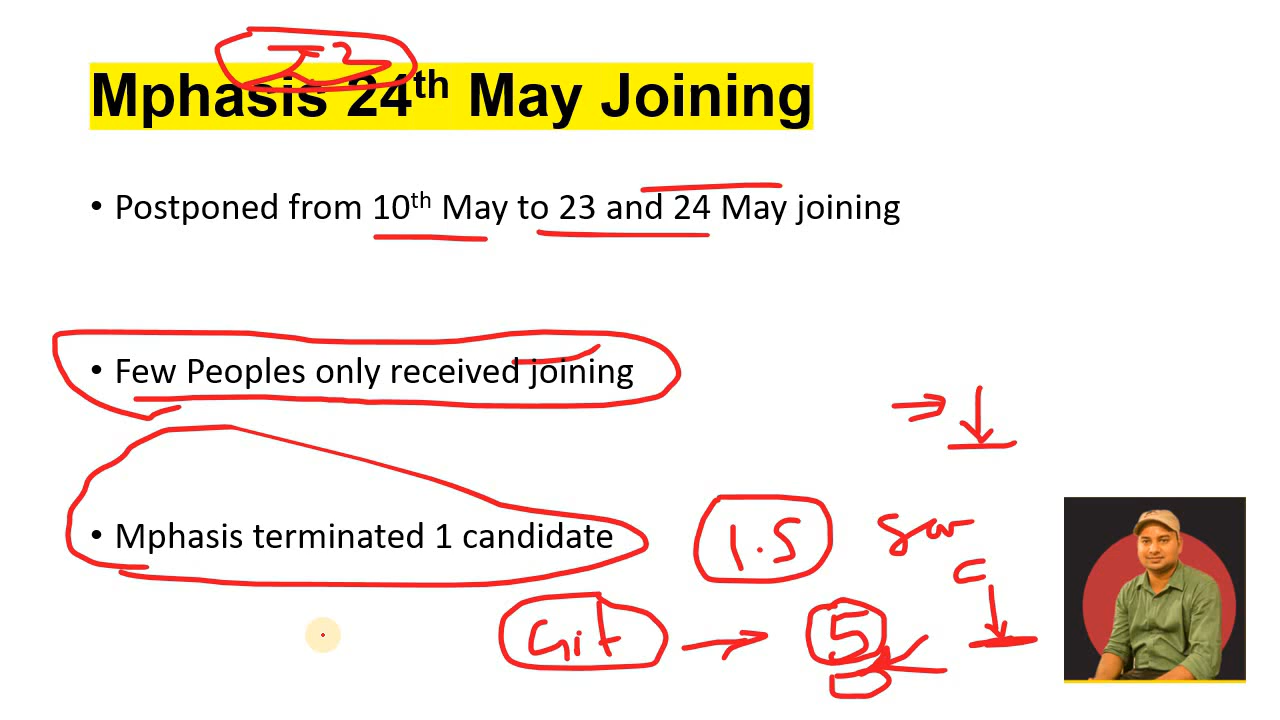 Mphasis 24th May Joining
• Postponed from 10th May to 23 and 24 May joining
• Few Peoples only received joining
• Mphasis terminated 1 candidate
1.5
Git
5